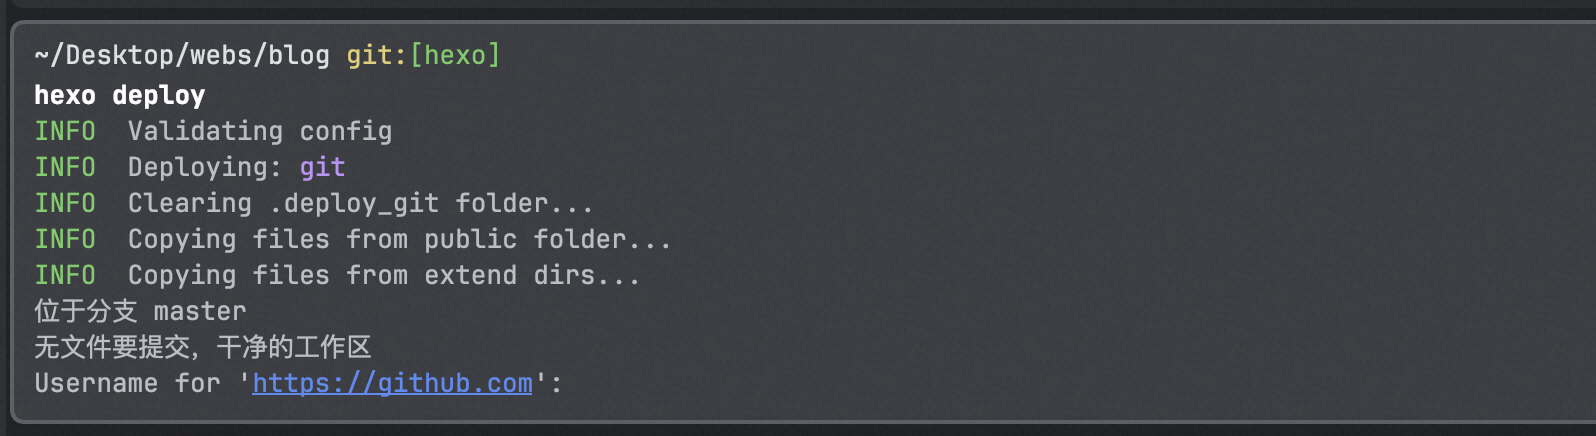 ~/Desktop/webs/blog git:[hexo]
hexo deploy
INFO  Validating config
INFO  Deploying: git
INFO  Clearing .deploy_git folder...
INFO  Copying files from public folder...
INFO  Copying files from extend dirs...
位于分支 master
无文件要提交，干净的工作区
Username for 'https://github.com':